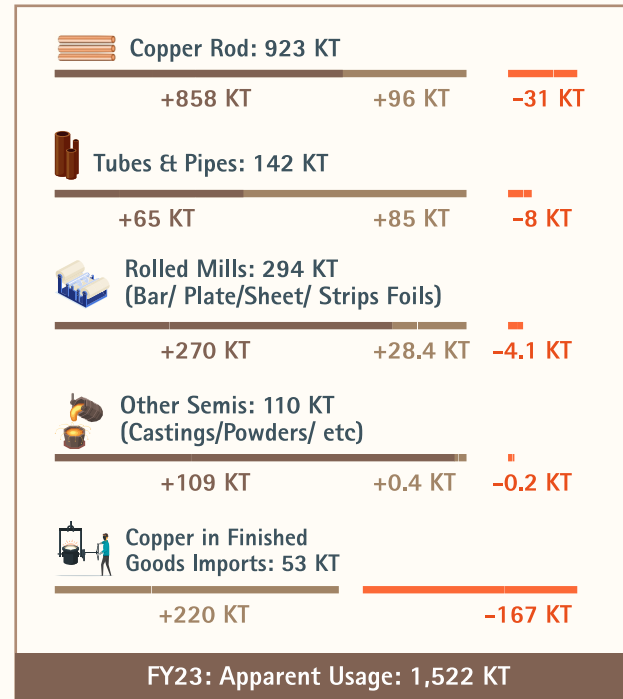 Copper Rod: 923 KT
+858 KT +96 KT -31 KT
Tubes & Pipes: 142 KT
+65 KT +85 KT -8 KT
Rolled Mills: 294 KT
(Bar/ Plate/Sheet/ Strips Foils)
+270 KT +28.4 KT -4.1 KT
Other Semis: 110 KT
(Castings/Powders/ etc)
+109 KT +0.4 KT -0.2 KT
Copper in Finished
Goods Imports: 53 KT
+220 KT -167 KT
FY23: Apparent Usage: 1,522 KT